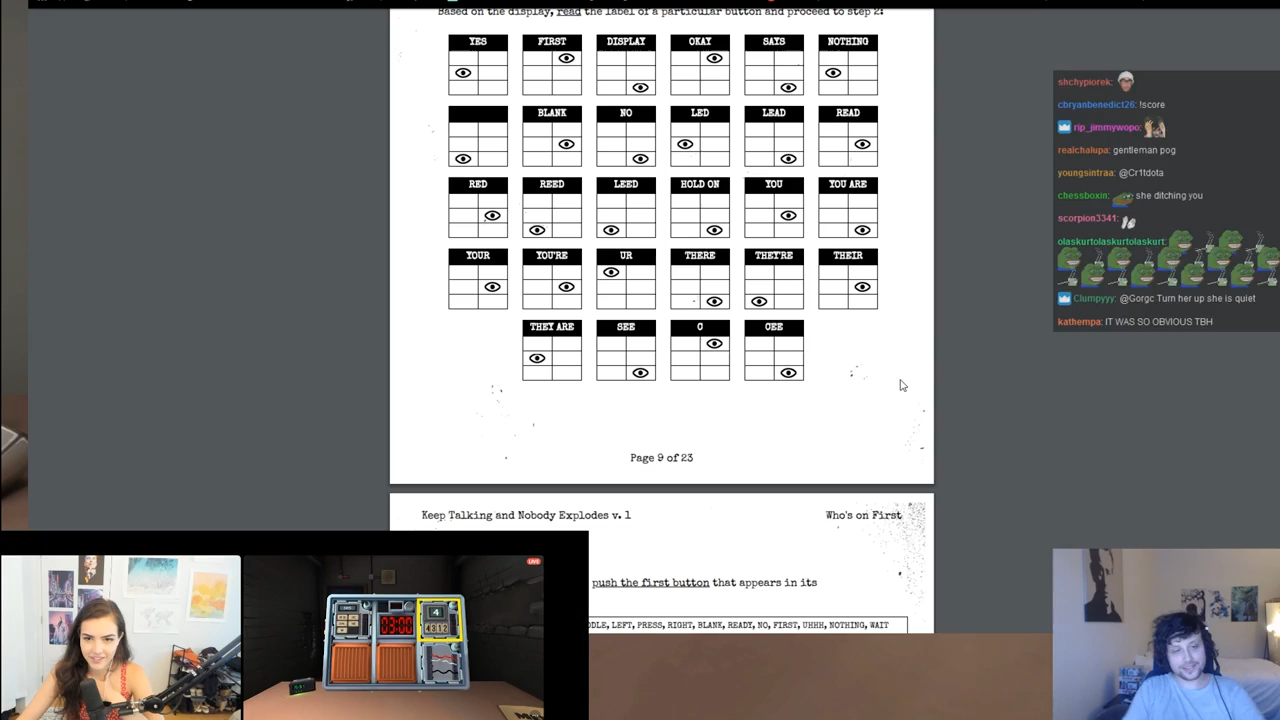 Based on the display, read the label of a particular button and proceed to step 2:
YES FIRST DISPLAY OKAY SAYS NOTHING
BLANK NO LED LEAD READ
RED REED LEED HOLD ON YOU YOU ARE
YOUR YOU'RE UR THERE THEY'RE THEIR
THEY ARE SEE C CEE
Page 9 of 23
Keep Talking and Nobody Explodes v. 1 Who's on First
push the first button that appears in its
DDLE, LEFT, PRESS, RIGHT, BLANK, READY, NO, FIRST, UHHH, NOTHING, WAIT
shchypiorek:
cbryanbenedict26: !score
rip_jimmywopo:
realchalupa: gentleman pog
youngsintraa: @Cr1tdota
chessboxin: she ditching you
scorpion3341:
olaskurtolaskurtolaskurt:
Clumpyyy: @Gorgc Turn her up she is quiet
kathempa: IT WAS SO OBVIOUS TBH
LIVE
4
03:00
4312